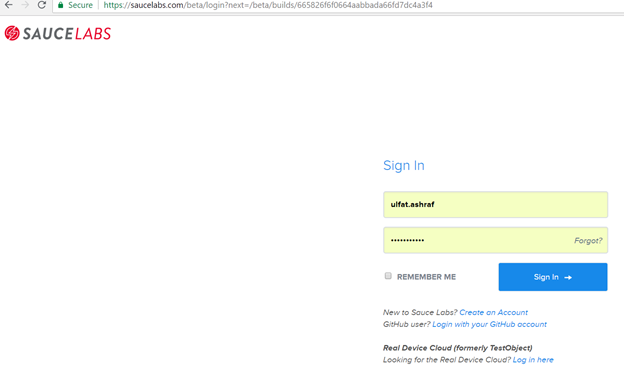 Secure https://saucelabs.com/beta/login?next=/beta/builds/665826f6f0664aabbada66fd7dc4a3f4
SAUCE LABS
Sign In
ulfat.ashraf
••••••••••• Forgot?
REMEMBER ME Sign In →
New to Sauce Labs? Create an Account
GitHub user? Login with your GitHub account
Real Device Cloud (formerly TestObject)
Looking for the Real Device Cloud? Log in here